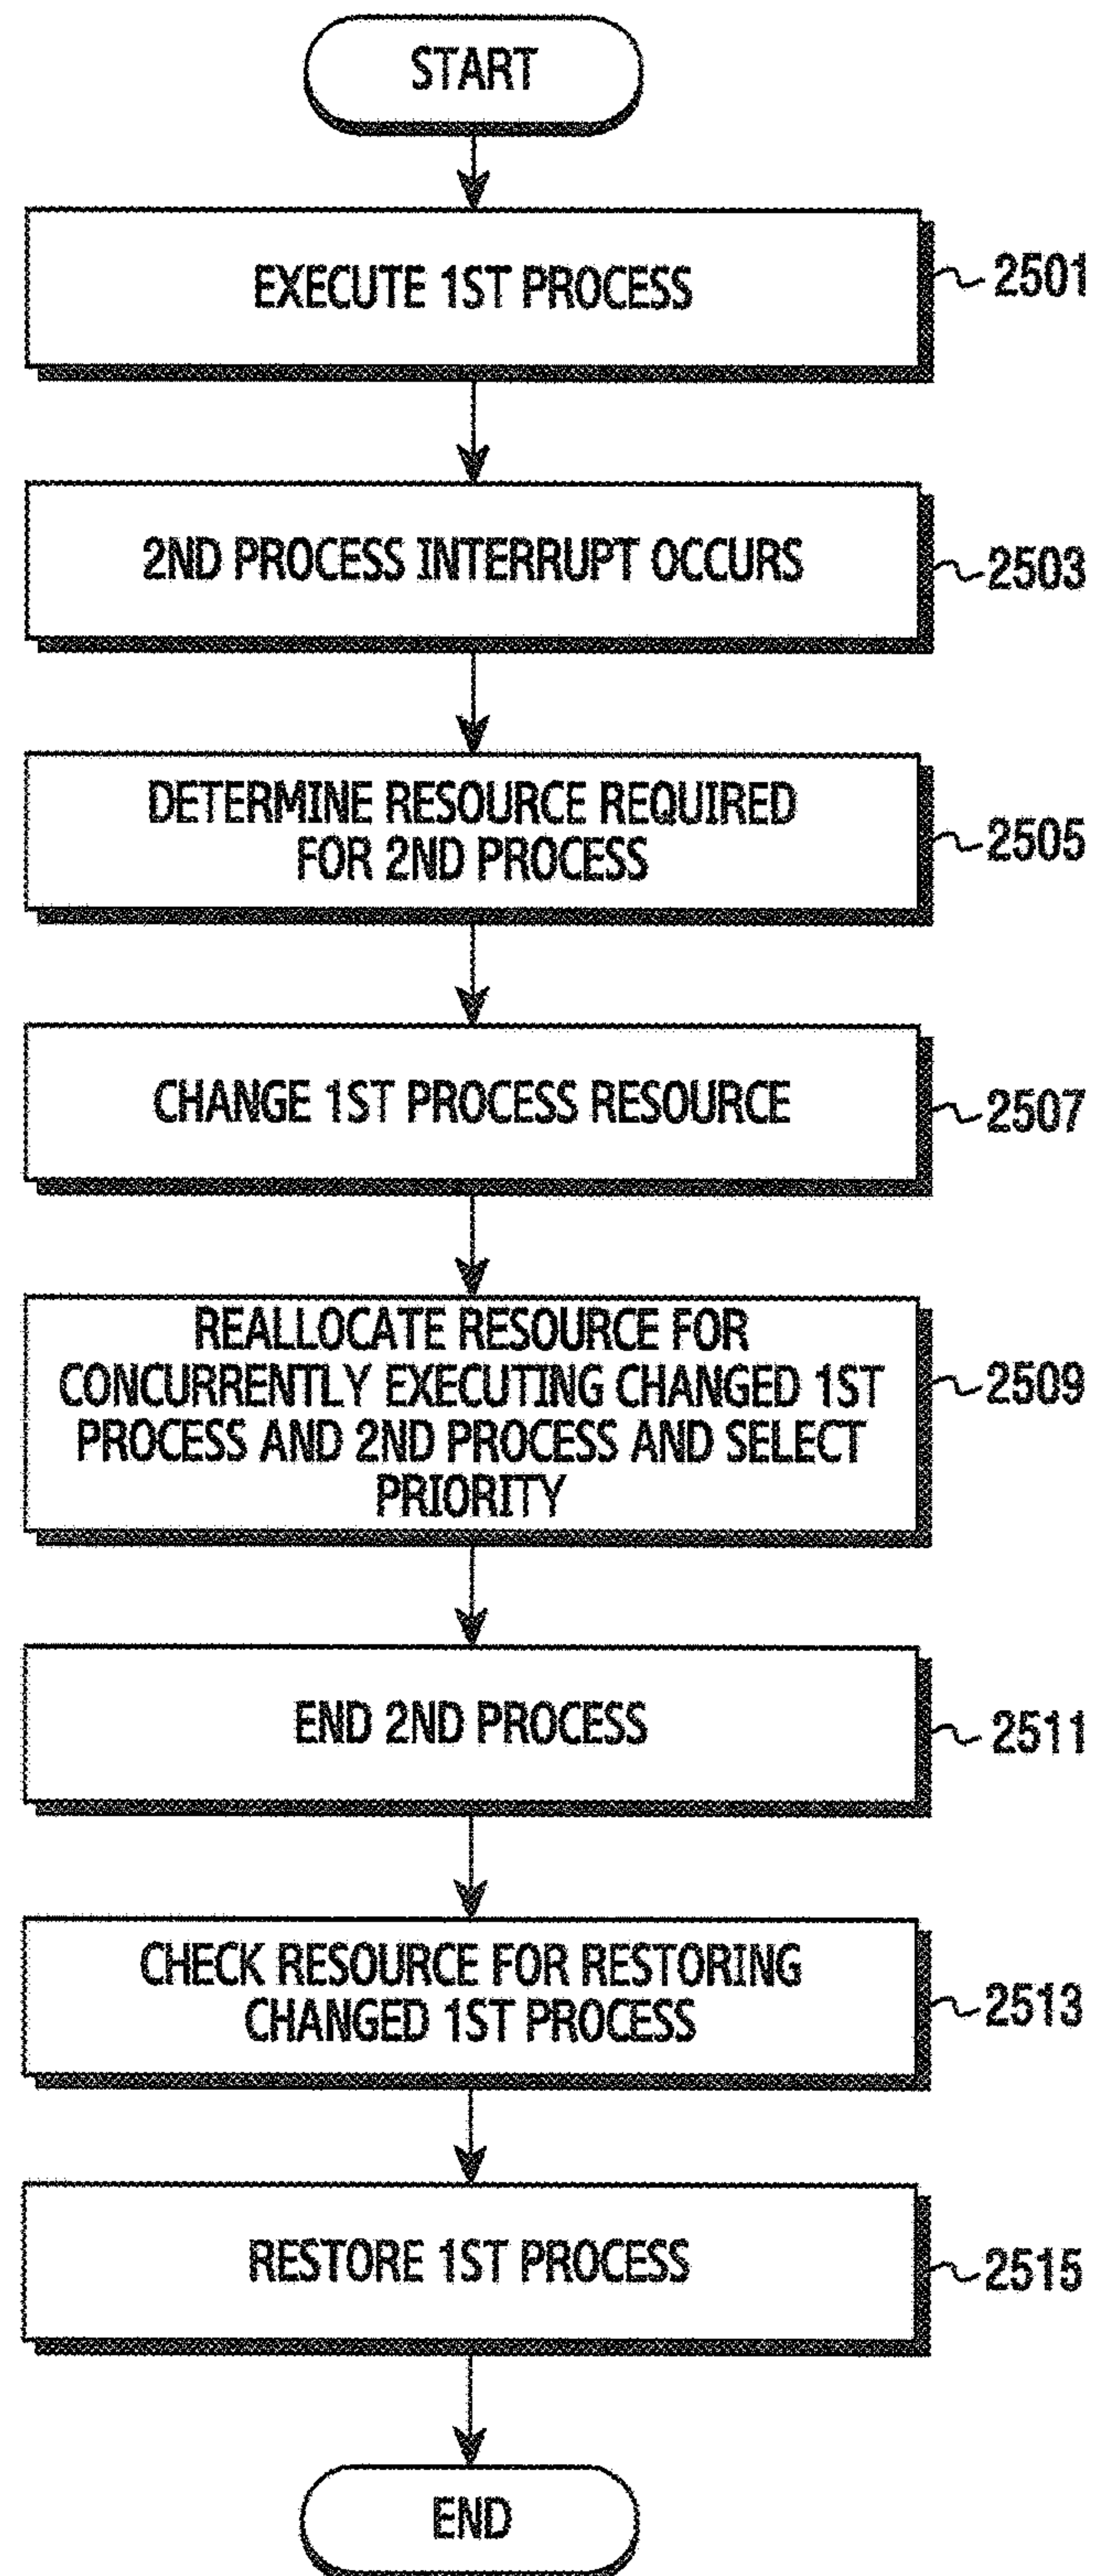 START
EXECUTE 1ST PROCESS
2501
2ND PROCESS INTERRUPT OCCURS
2503
DETERMINE RESOURCE REQUIRED
FOR 2ND PROCESS
2505
CHANGE 1ST PROCESS RESOURCE
2507
REALLOCATE RESOURCE FOR
CONCURRENTLY EXECUTING CHANGED 1ST
PROCESS AND 2ND PROCESS AND SELECT
PRIORITY
2509
END 2ND PROCESS
2511
CHECK RESOURCE FOR RESTORING
CHANGED 1ST PROCESS
2513
RESTORE 1ST PROCESS
2515
END